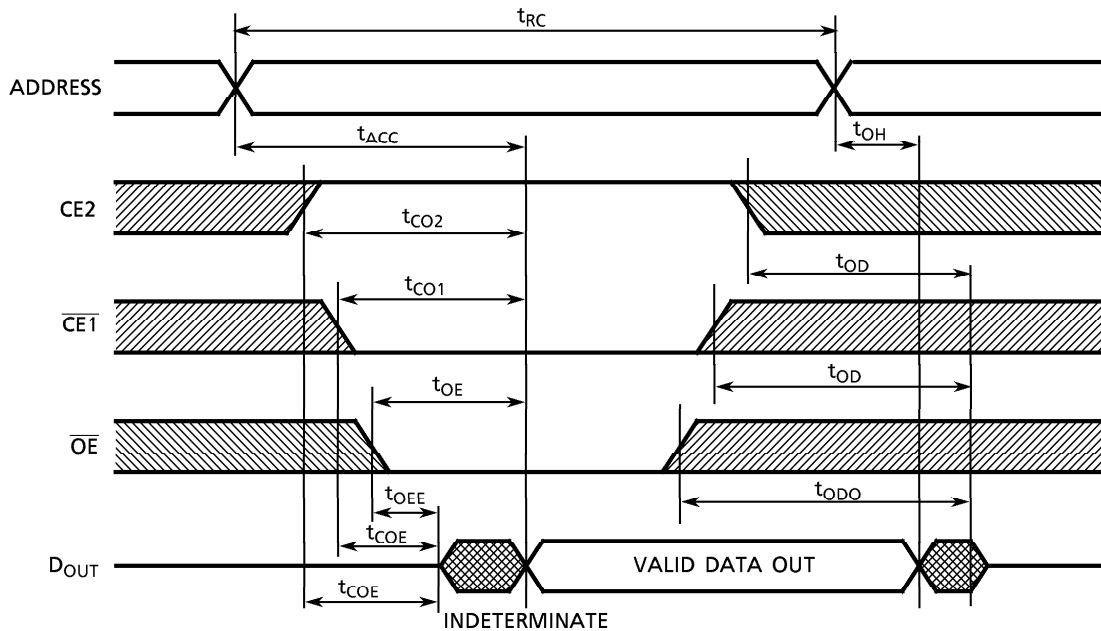 tRC
ADDRESS
tACC
tOH
CE2
tCO2
tOD
CE1
tCO1
tOE
tOD
OE
tOEE
tODO
tCOE
DOUT
VALID DATA OUT
tCOE
INDETERMINATE